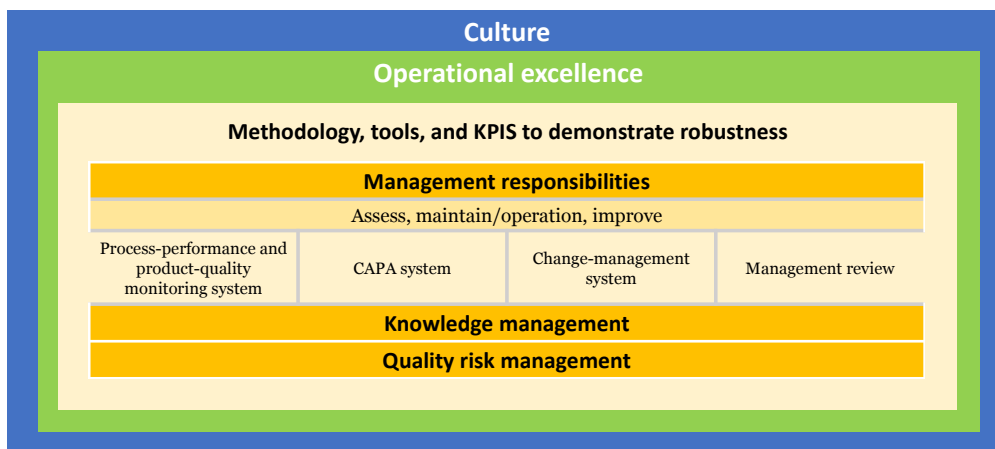 Culture
Operational excellence
Methodology, tools, and KPIS to demonstrate robustness
Management responsibilities
Assess, maintain/operation, improve
Process-performance and
product-quality
monitoring system
CAPA system
Change-management
system
Management review
Knowledge management
Quality risk management